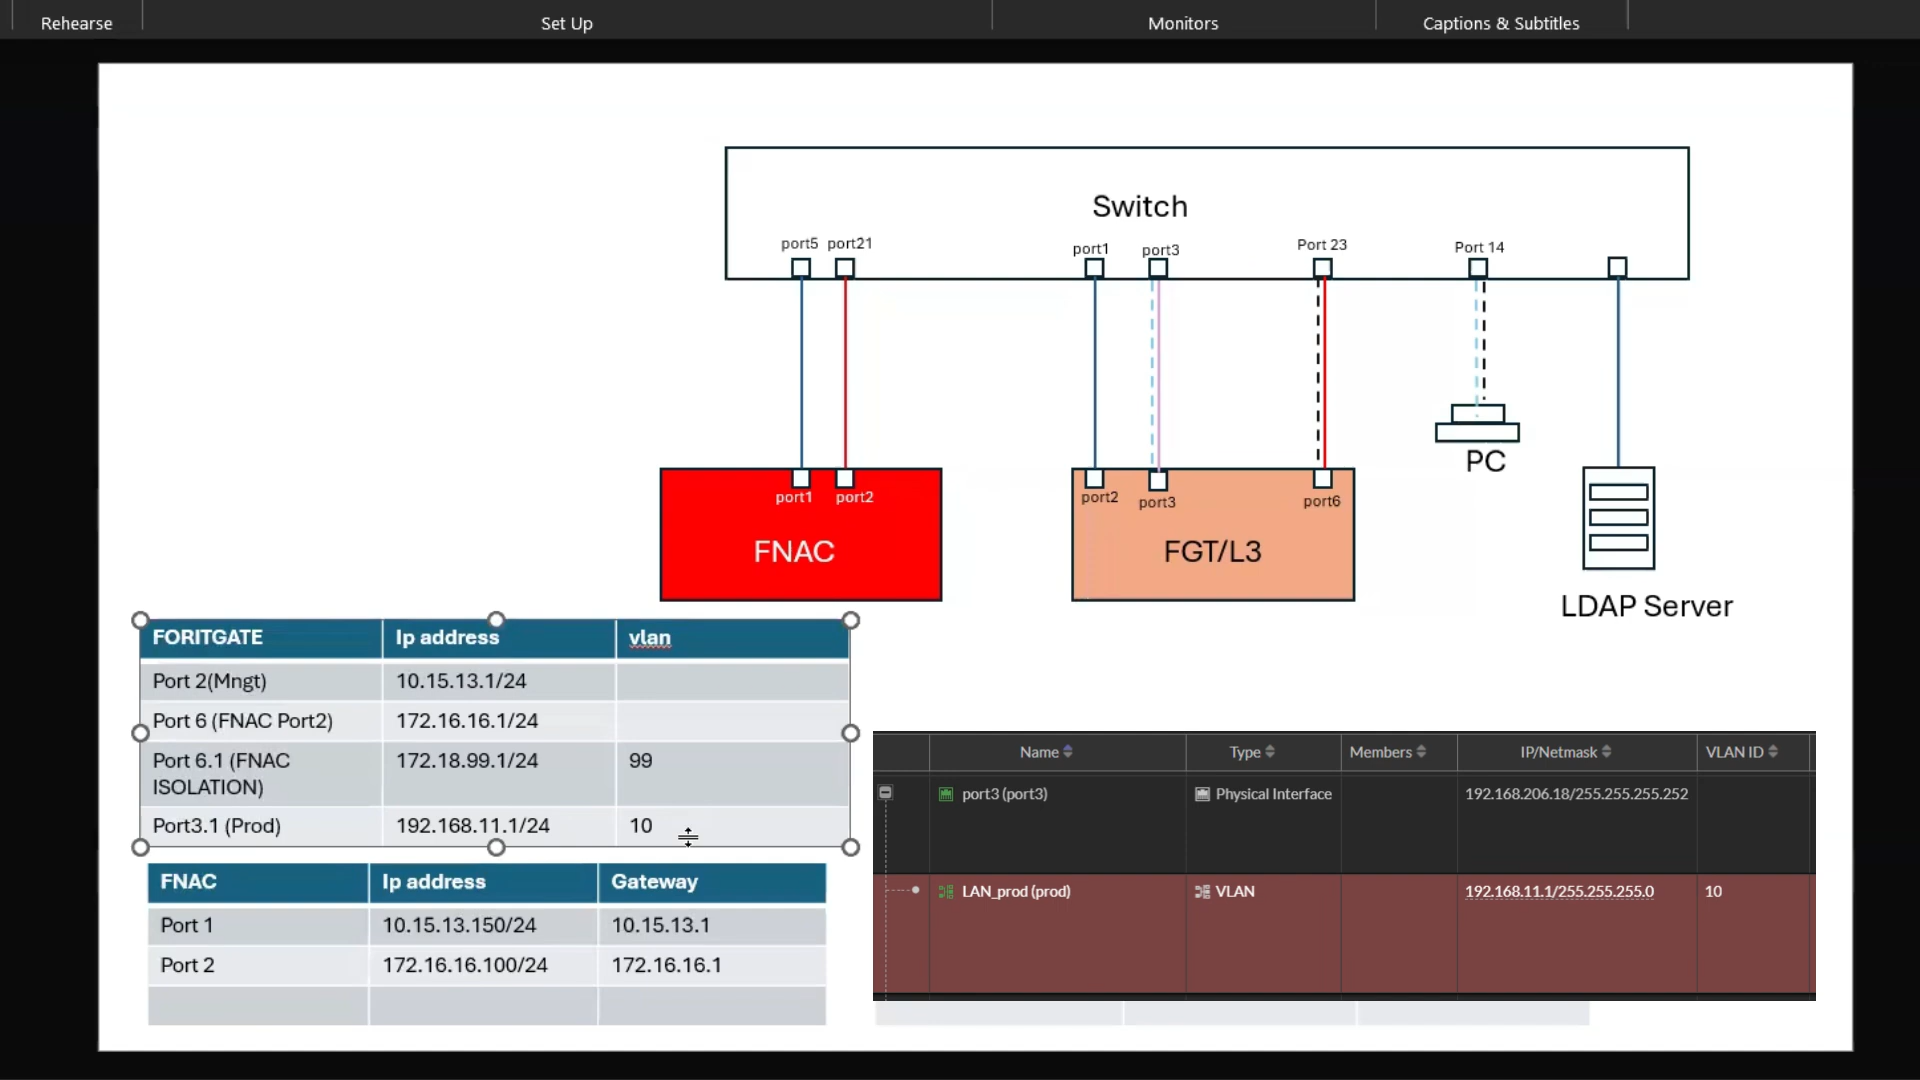 Rehearse
Set Up
Monitors
Captions & Subtitles
Switch
port5
port21
port1
port3
Port 23
Port 14
port1
port2
FNAC
port2
port3
port6
FGT/L3
PC
LDAP Server
FORITGATE
Ip address
vlan
Port 2(Mngt)
10.15.13.1/24
Port 6 (FNAC Port2)
172.16.16.1/24
Port 6.1 (FNAC
ISOLATION)
172.18.99.1/24
99
Port3.1 (Prod)
192.168.11.1/24
10
FNAC
Ip address
Gateway
Port 1
10.15.13.150/24
10.15.13.1
Port 2
172.16.16.100/24
172.16.16.1
Name
Type
Members
IP/Netmask
VLAN ID
port3 (port3)
Physical Interface
192.168.206.18/255.255.255.252
LAN_prod (prod)
VLAN
192.168.11.1/255.255.255.0
10